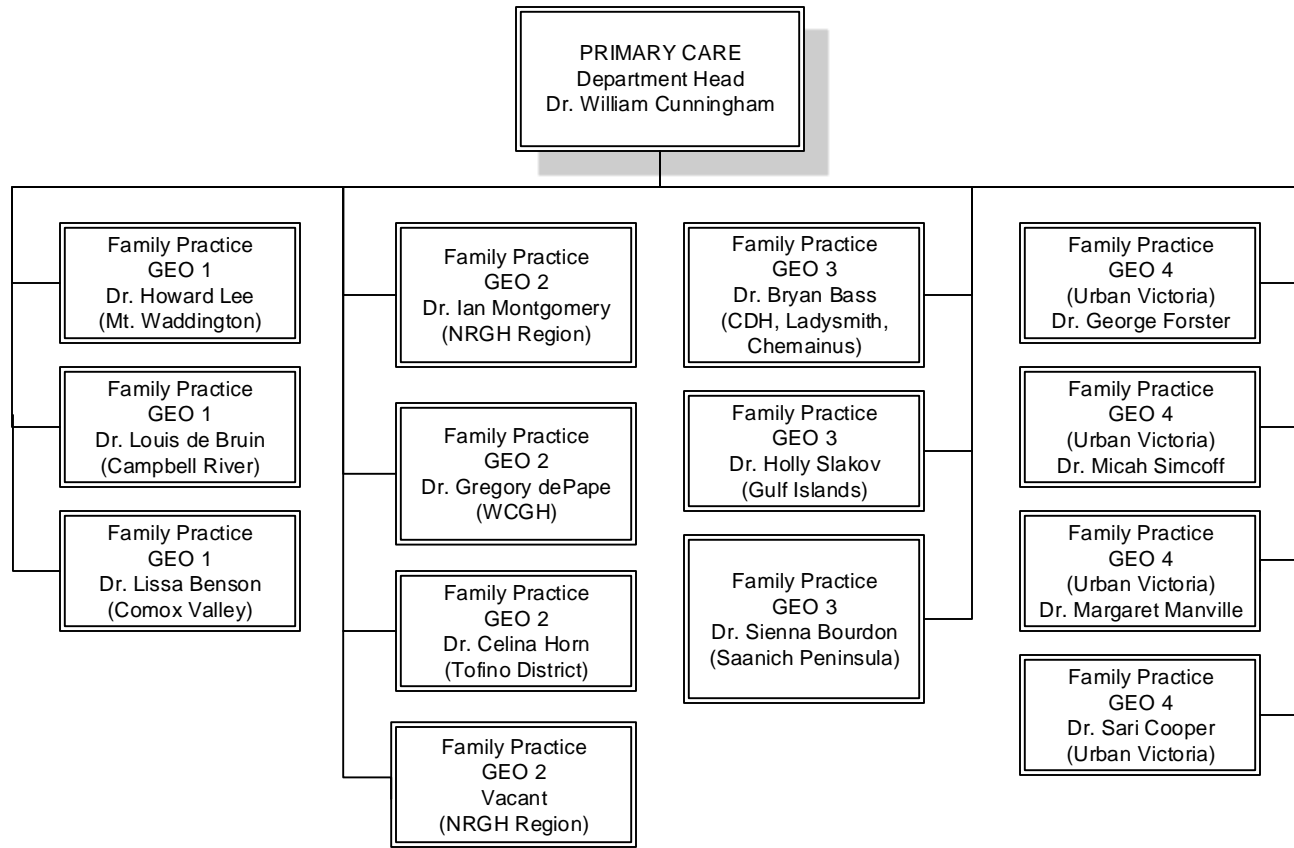 PRIMARY CARE
Department Head
Dr. William Cunningham
Family Practice
GEO 1
Dr. Howard Lee
(Mt. Waddington)
Family Practice
GEO 1
Dr. Louis de Bruin
(Campbell River)
Family Practice
GEO 1
Dr. Lissa Benson
(Comox Valley)
Family Practice
GEO 2
Dr. Ian Montgomery
(NRGH Region)
Family Practice
GEO 2
Dr. Gregory dePape
(WCGH)
Family Practice
GEO 2
Dr. Celina Horn
(Tofino District)
Family Practice
GEO 2
Vacant
(NRGH Region)
Family Practice
GEO 3
Dr. Bryan Bass
(CDH, Ladysmith,
Chemainus)
Family Practice
GEO 3
Dr. Holly Slakov
(Gulf Islands)
Family Practice
GEO 3
Dr. Sienna Bourdon
(Saanich Peninsula)
Family Practice
GEO 4
(Urban Victoria)
Dr. George Forster
Family Practice
GEO 4
(Urban Victoria)
Dr. Micah Simcoff
Family Practice
GEO 4
(Urban Victoria)
Dr. Margaret Manville
Family Practice
GEO 4
Dr. Sari Cooper
(Urban Victoria)